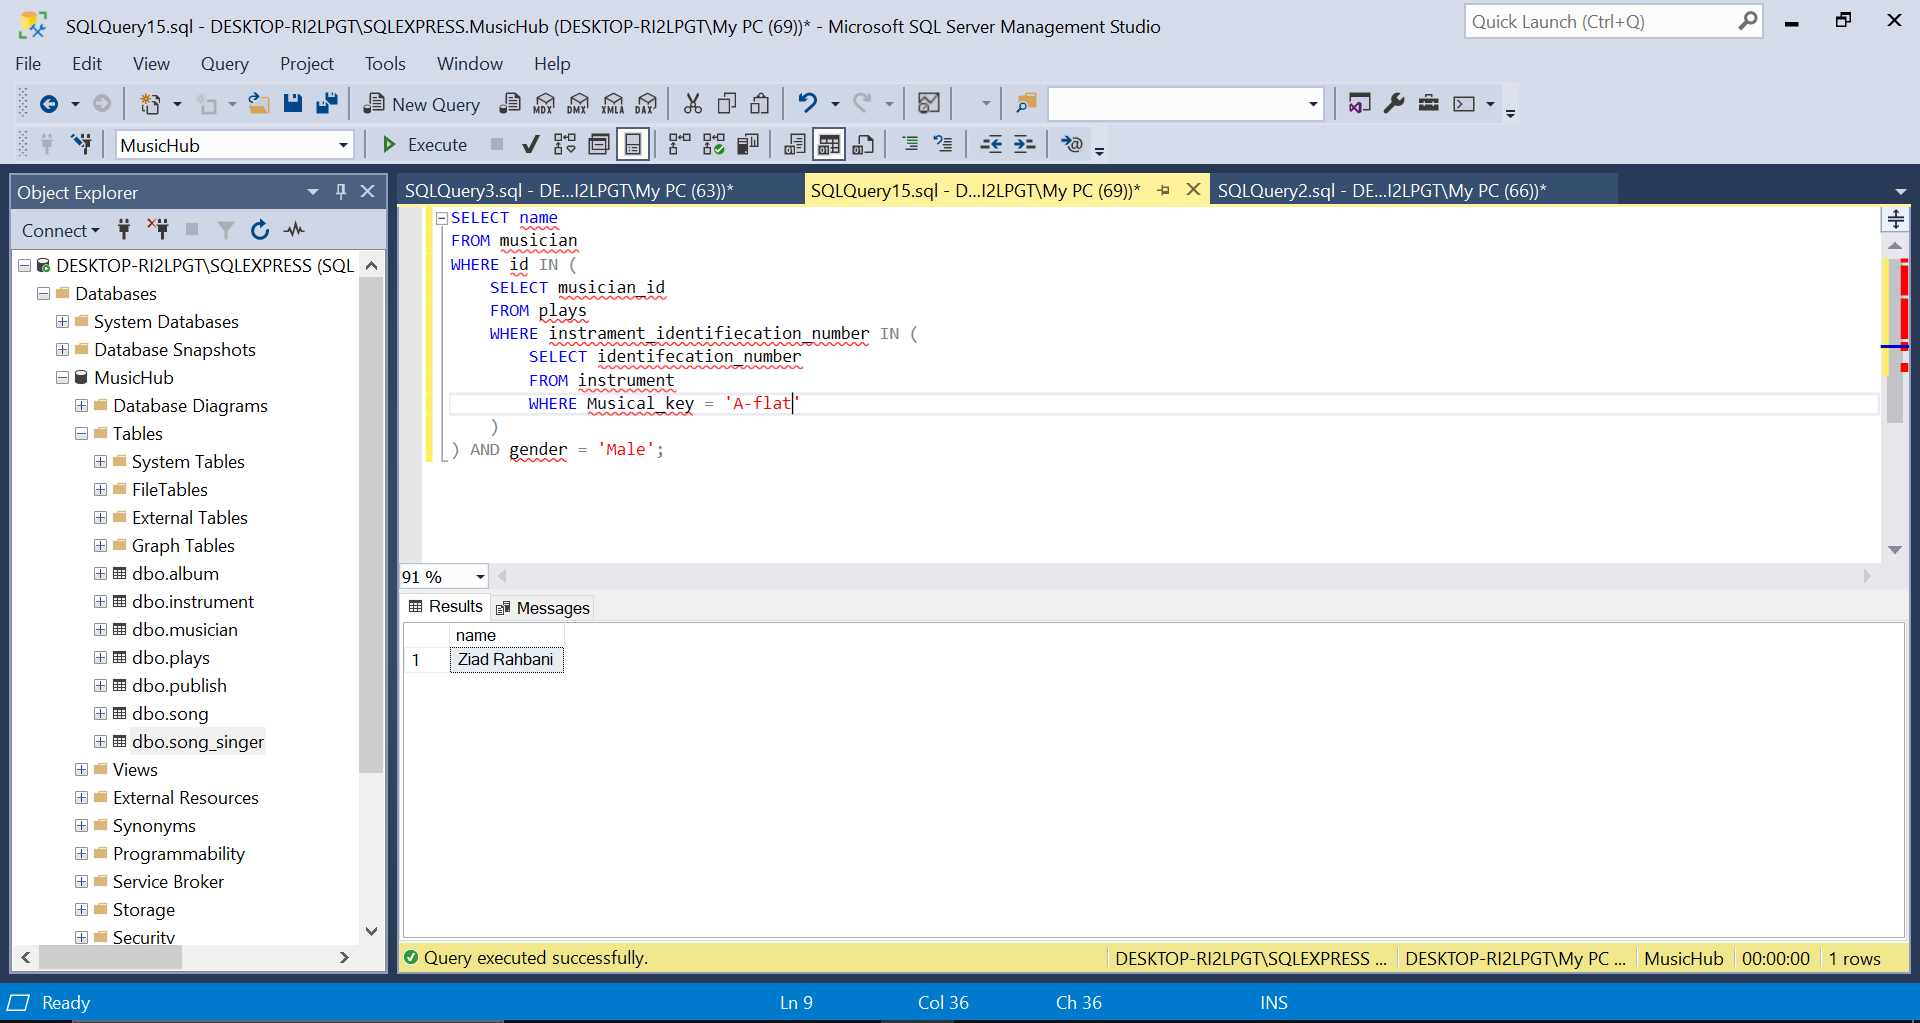 SQLQuery15.sql - DESKTOP-RI2LPGT\SQLEXPRESS.MusicHub (DESKTOP-RI2LPGT\My PC (69))* - Microsoft SQL Server Management Studio
Quick Launch (Ctrl+Q)
File Edit View Query Project Tools Window Help
New Query MDX DMX XMLA DAX
MusicHub Execute
Object Explorer
SQLQuery3.sql - DE...I2LPGT\My PC (63))* SQLQuery15.sql - D...I2LPGT\My PC (69))* SQLQuery2.sql - DE...I2LPGT\My PC (66))*
Connect
DESKTOP-RI2LPGT\SQLEXPRESS (SQL
Databases
System Databases
Database Snapshots
MusicHub
Database Diagrams
Tables
System Tables
FileTables
External Tables
Graph Tables
dbo.album
dbo.instrument
dbo.musician
dbo.plays
dbo.publish
dbo.song
dbo.song_singer
Views
External Resources
Synonyms
Programmability
Service Broker
Storage
Security
SELECT name
FROM musician
WHERE id IN (
SELECT musician_id
FROM plays
WHERE instrament_identifiecation_number IN (
SELECT identifecation_number
FROM instrument
WHERE Musical_key = 'A-flat'
)
) AND gender = 'Male';
91 %
Results Messages
name
1 Ziad Rahbani
Query executed successfully. DESKTOP-RI2LPGT\SQLEXPRESS ... DESKTOP-RI2LPGT\My PC ... MusicHub 00:00:00 1 rows
Ready Ln 9 Col 36 Ch 36 INS